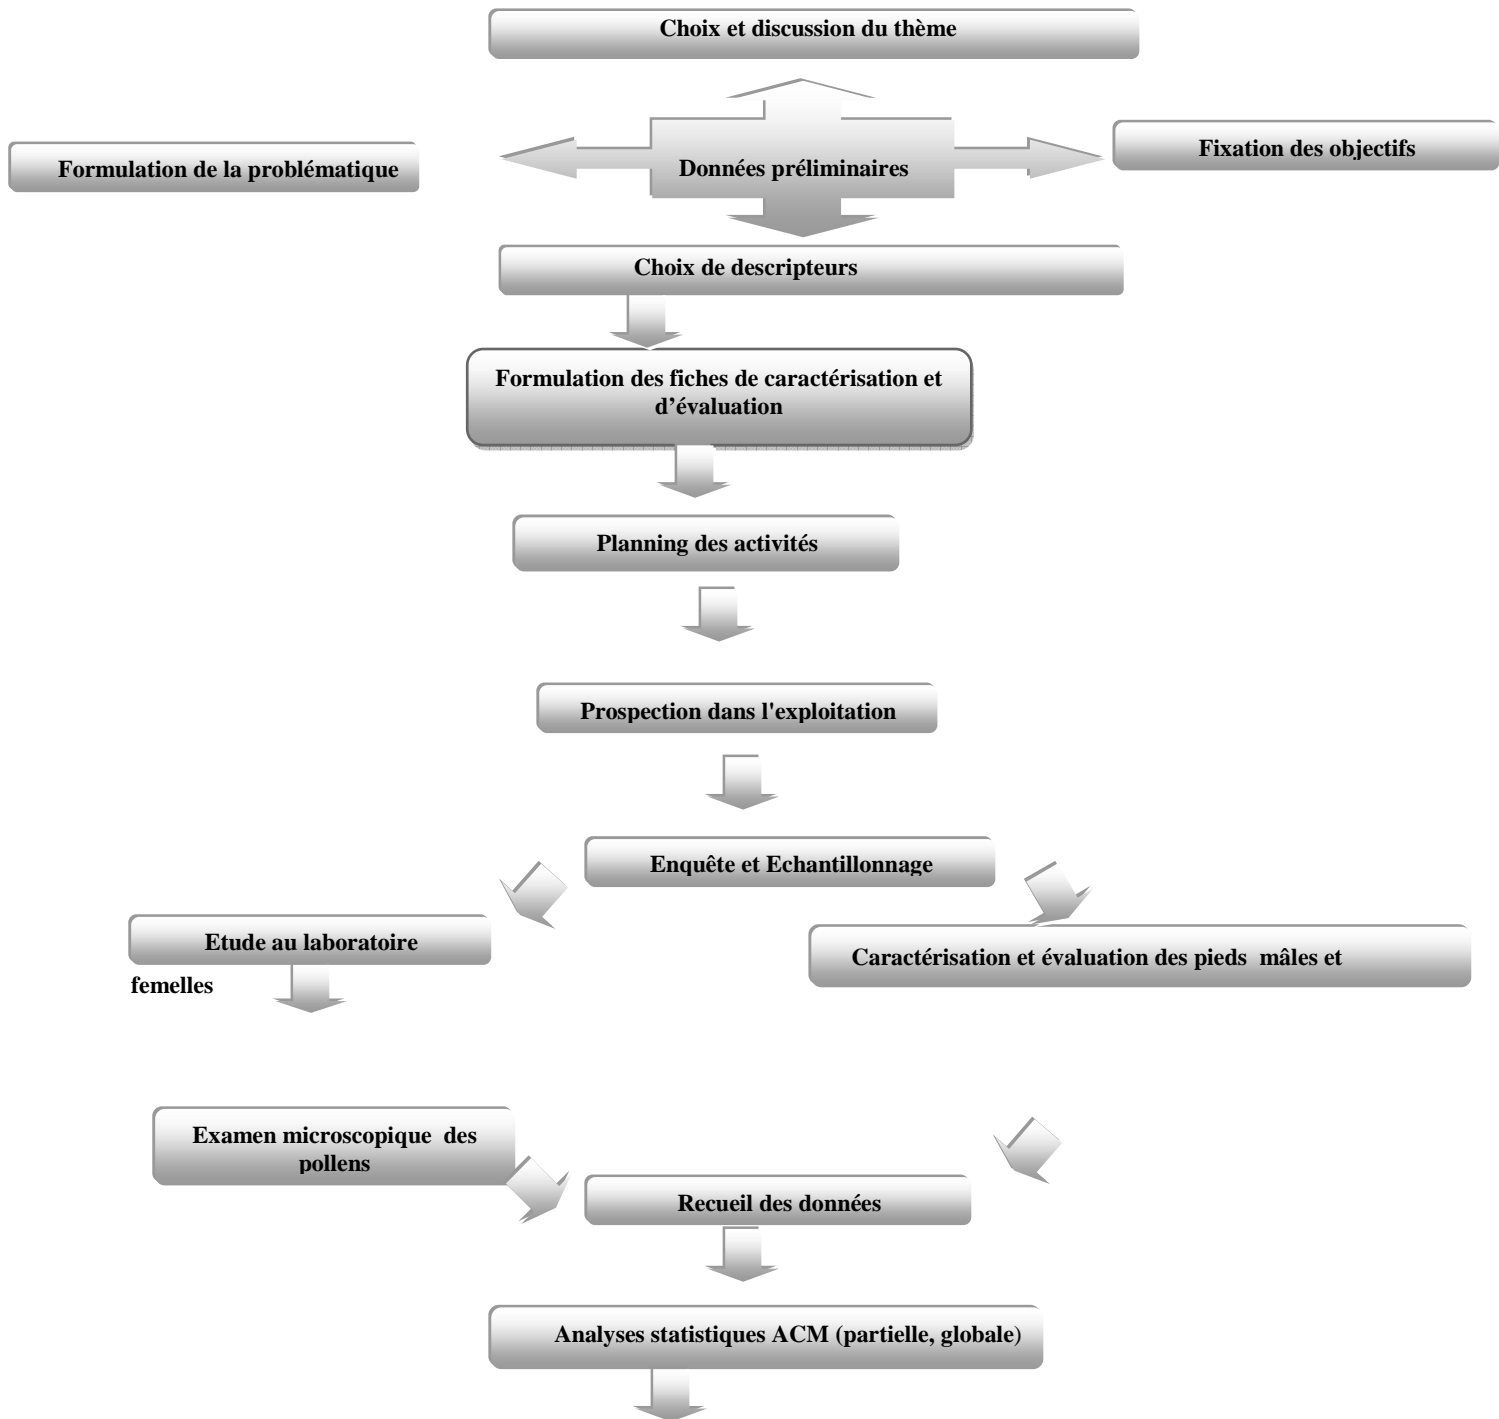 Choix et discussion du thème
Formulation de la problématique
Données préliminaires
Fixation des objectifs
Choix de descripteurs
Formulation des fiches de caractérisation et
d’évaluation
Planning des activités
Prospection dans l'exploitation
Enquête et Echantillonnage
Etude au laboratoire
Caractérisation et évaluation des pieds mâles et
femelles
Examen microscopique des
pollens
Recueil des données
Analyses statistiques ACM (partielle, globale)